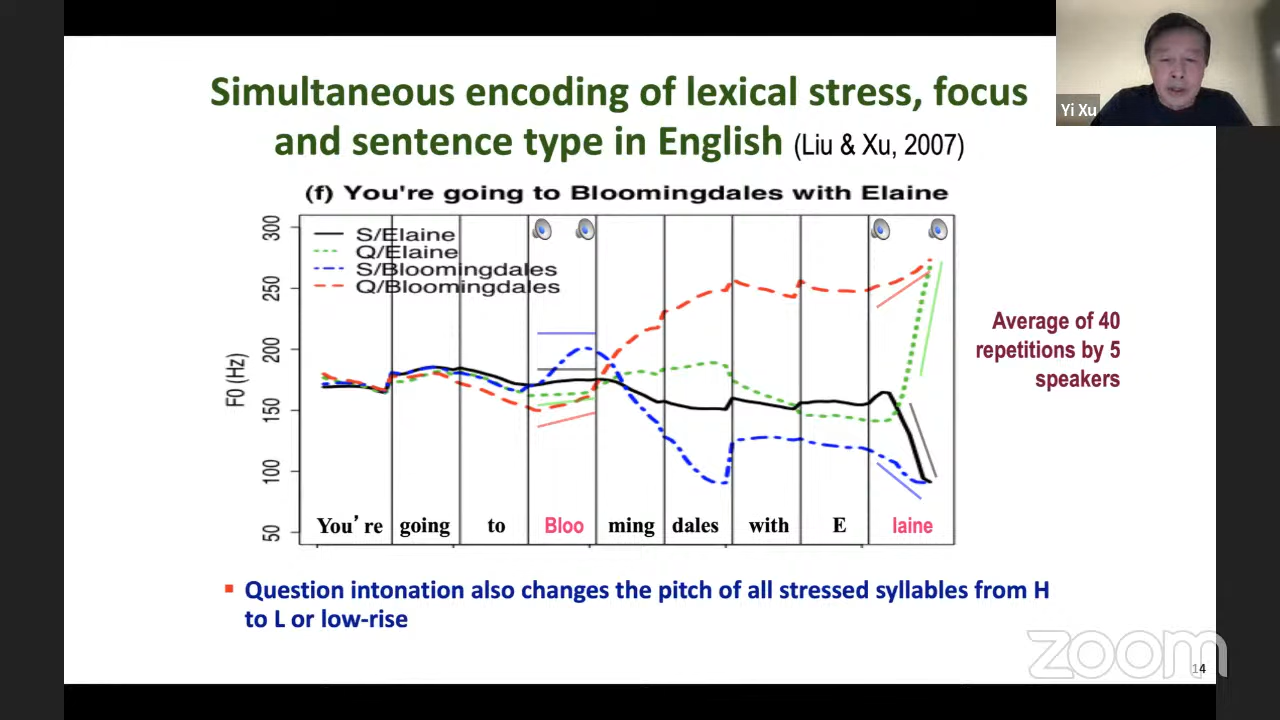 Simultaneous encoding of lexical stress, focus
and sentence type in English (Liu & Xu, 2007)
Yi Xu
(f) You're going to Bloomingdales with Elaine
S/Elaine
Q/Elaine
S/Bloomingdales
Q/Bloomingdales
F0 (Hz)
300
250
200
150
100
50
You're going to Bloo ming dales with E laine
Average of 40
repetitions by 5
speakers
▪ Question intonation also changes the pitch of all stressed syllables from H
to L or low-rise
zoom
14